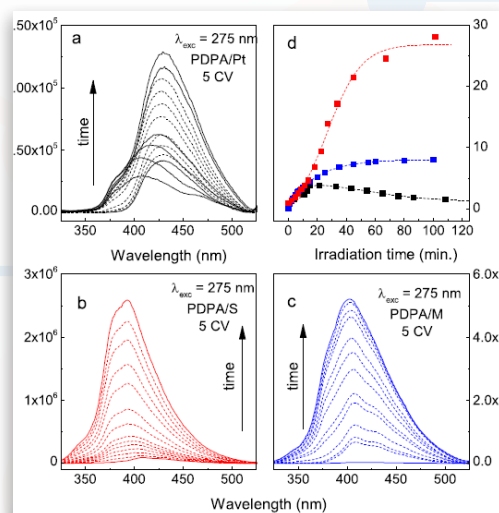 a
λexc = 275 nm
PDPA/Pt
5 CV
time
.50x10⁵
.00
350 400 450 500
Wavelength (nm)
d
30
20
10
0
0 20 40 60 80 100 120
Irradiation time (min.)
b
λexc = 275 nm
PDPA/S
5 CV
time
3x10⁶
2x10⁶
1x10⁶
0
350 400 450 500
c
λexc = 275 nm
PDPA/M
5 CV
time
6.0x
4.0x
2.0x
0.0
350 400 450 500
Wavelength (nm)